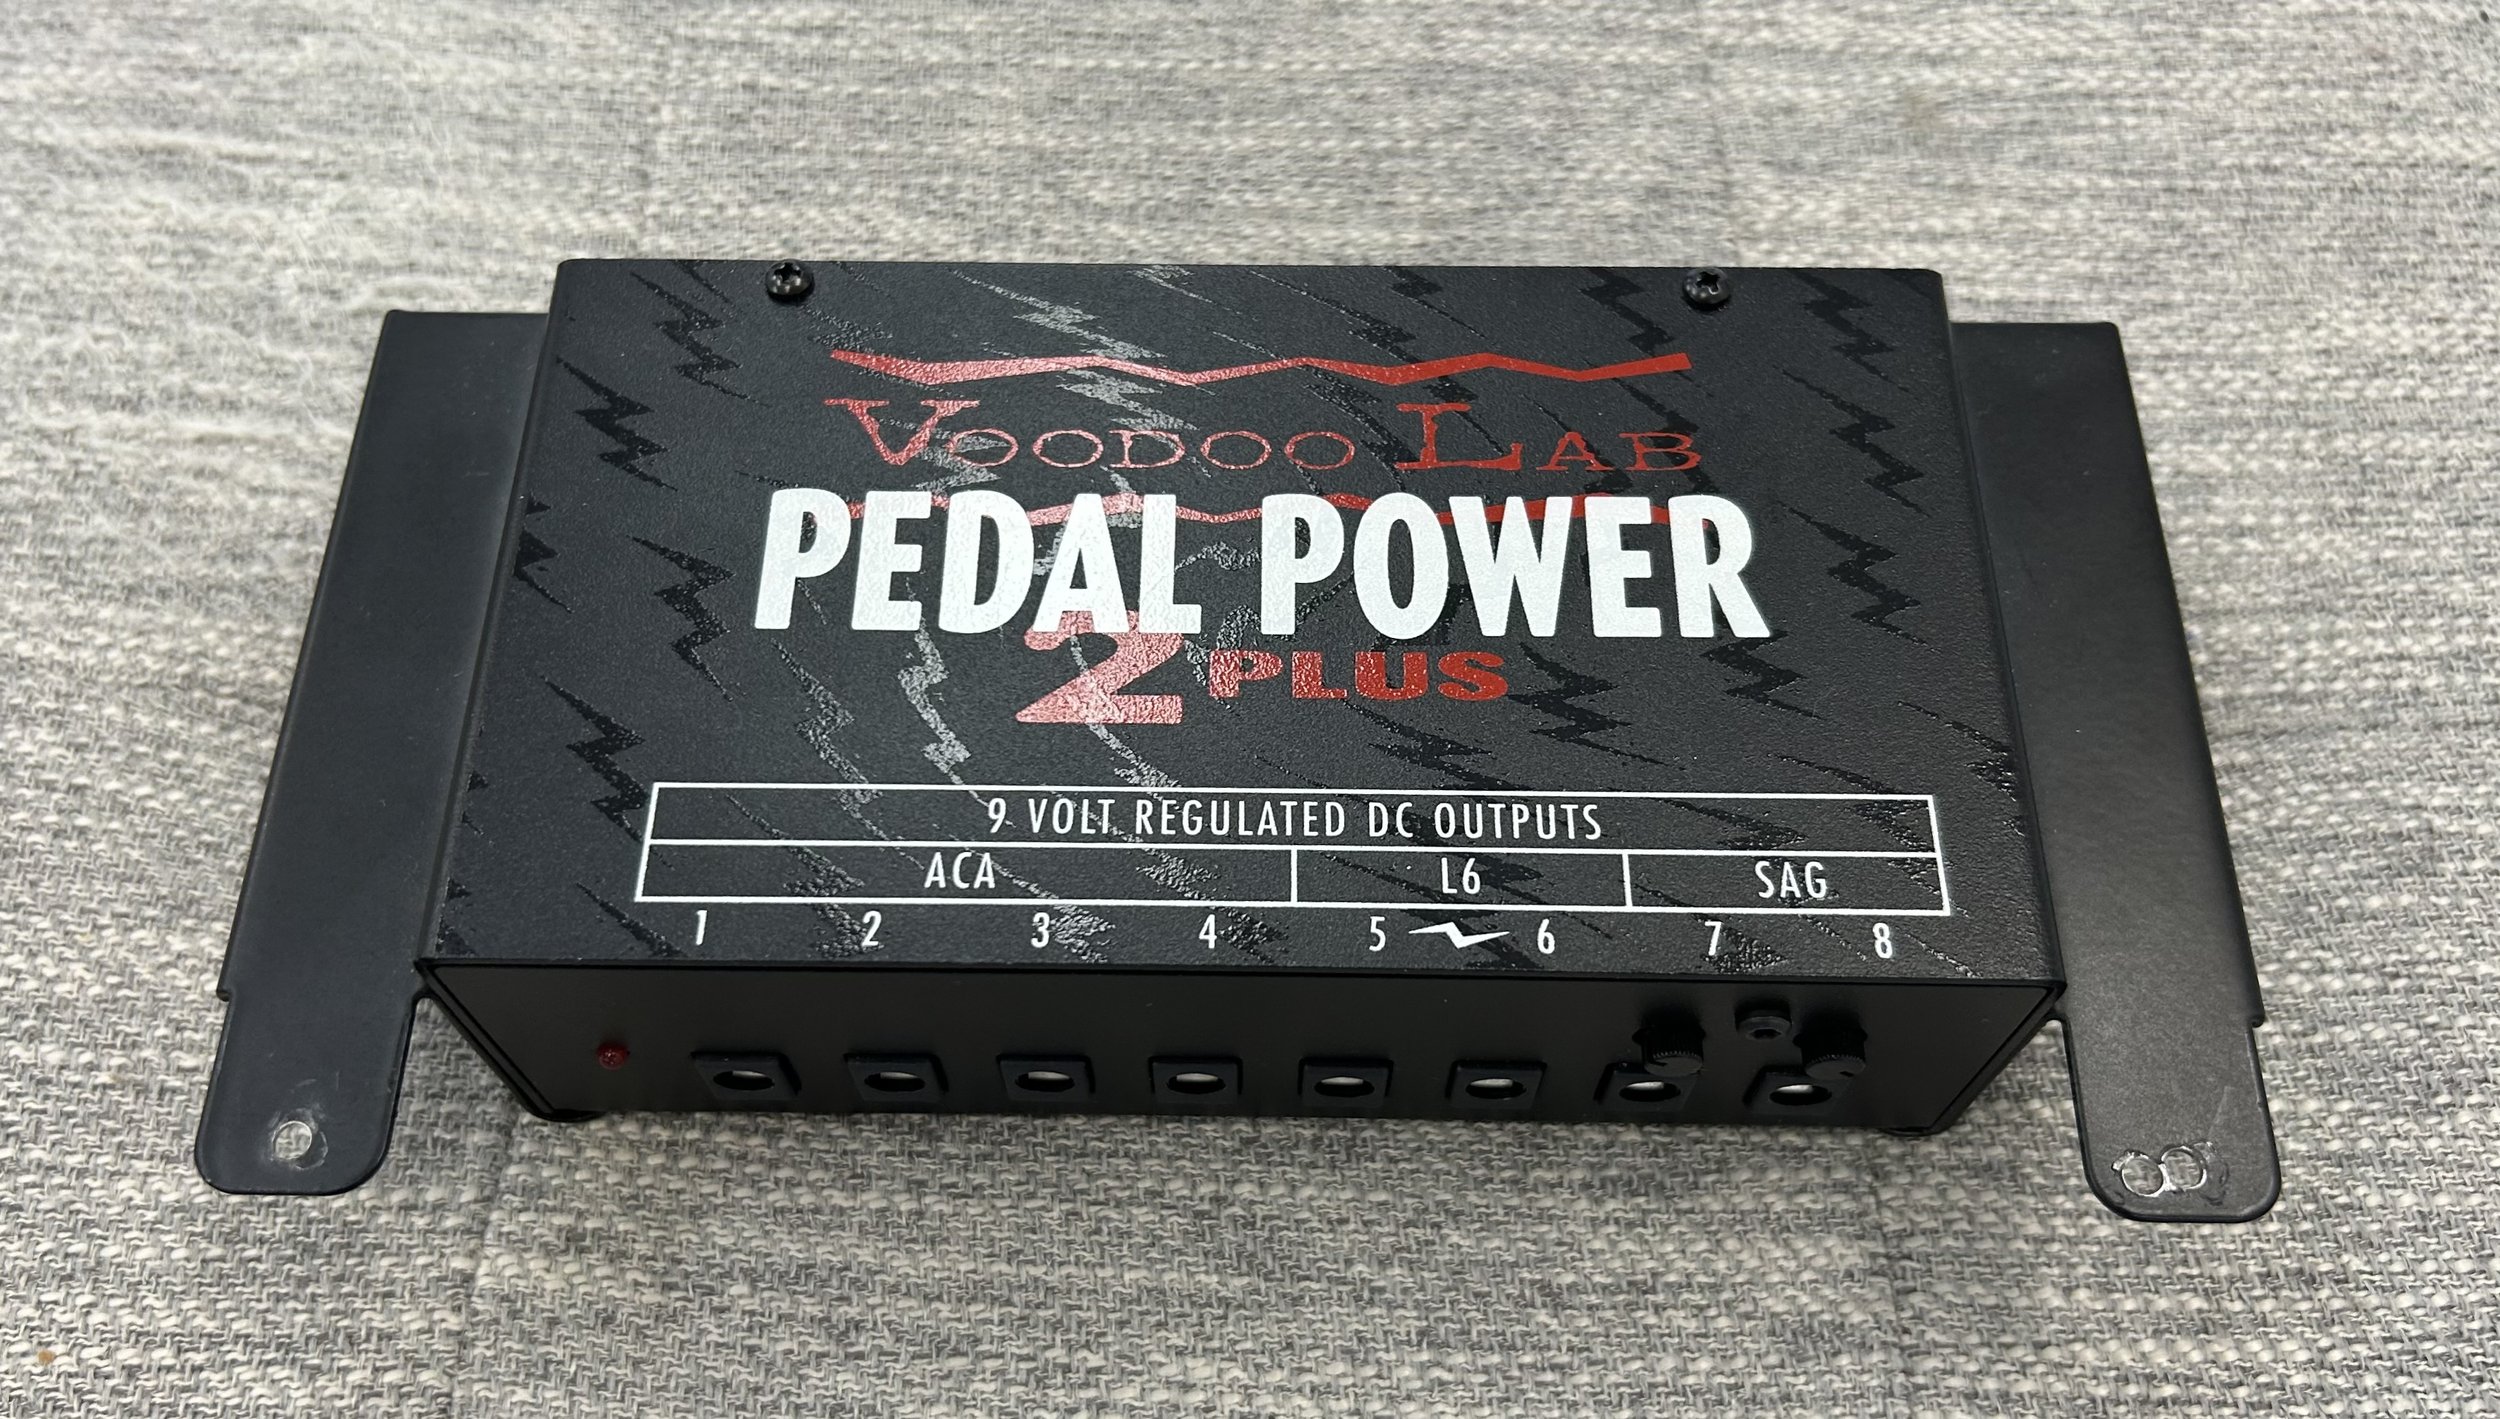 VOODOO LAB
PEDAL POWER
2 PLUS
9 VOLT REGULATED DC OUTPUTS
ACA L6 SAG
1 2 3 4 5 6 7 8